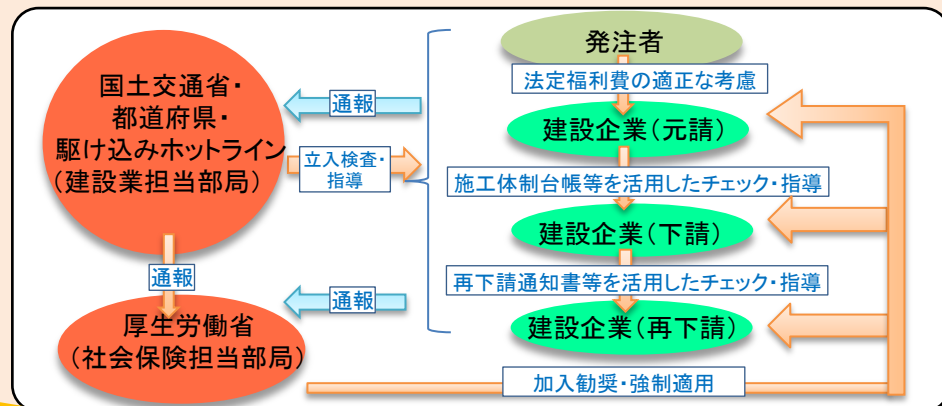 国土交通省・
都道府県・
駆け込みホットライン
(建設業担当部局)
通報
立入検査・
指導
通報
厚生労働省
(社会保険担当部局)
通報
発注者
法定福利費の適正な考慮
建設企業(元請)
施工体制台帳等を活用したチェック・指導
建設企業(下請)
再下請通知書等を活用したチェック・指導
建設企業(再下請)
加入勧奨・強制適用